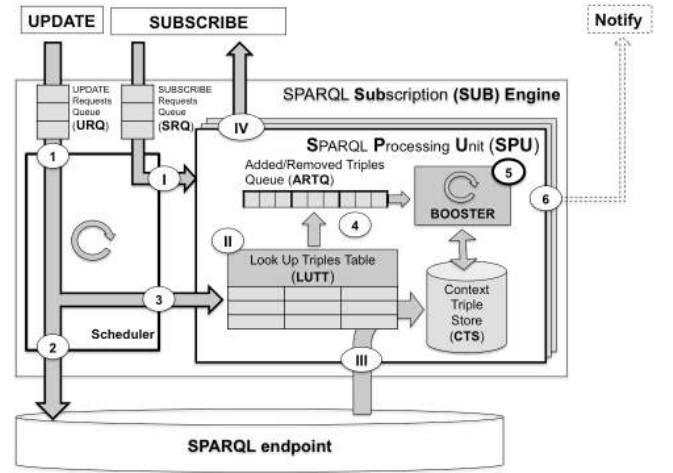 UPDATE
SUBSCRIBE
Notify
UPDATE
Requests
Queue
(URQ)
SUBSCRIBE
Requests
Queue
(SRQ)
SPARQL Subscription (SUB) Engine
IV
SPARQL Processing Unit (SPU)
1
I
Added/Removed Triples
Queue (ARTQ)
5
BOOSTER
6
4
II
Look Up Triples Table
(LUTT)
3
Context
Triple
Store
(CTS)
Scheduler
2
III
SPARQL endpoint